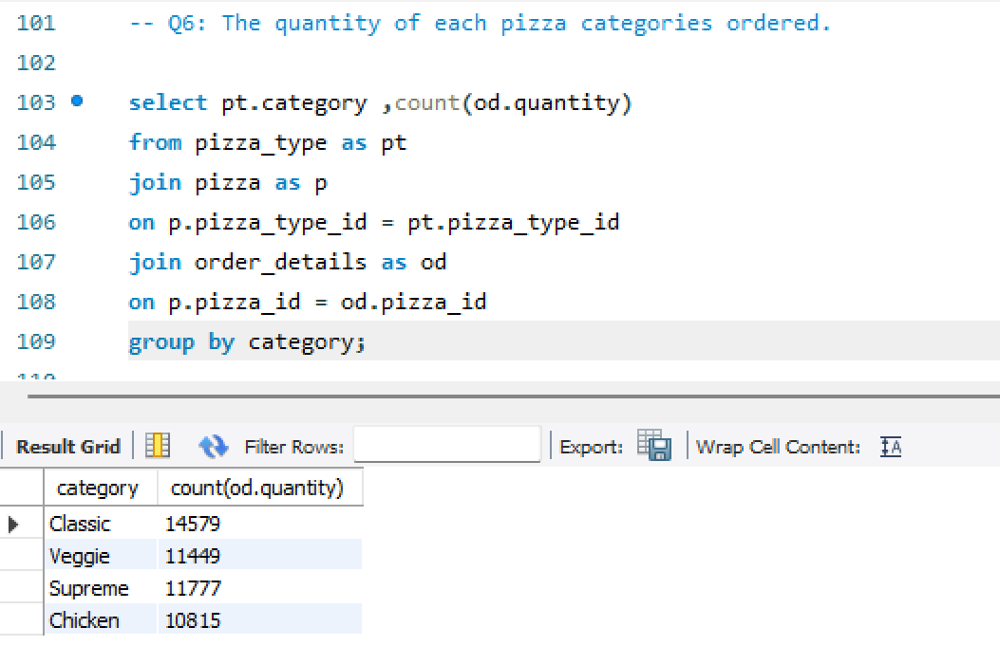 101 -- Q6: The quantity of each pizza categories ordered.
102
103 select pt.category ,count(od.quantity)
104 from pizza_type as pt
105 join pizza as p
106 on p.pizza_type_id = pt.pizza_type_id
107 join order_details as od
108 on p.pizza_id = od.pizza_id
109 group by category;
Result Grid Filter Rows: Export: Wrap Cell Content: IA
category count(od.quantity)
Classic 14579
Veggie 11449
Supreme 11777
Chicken 10815